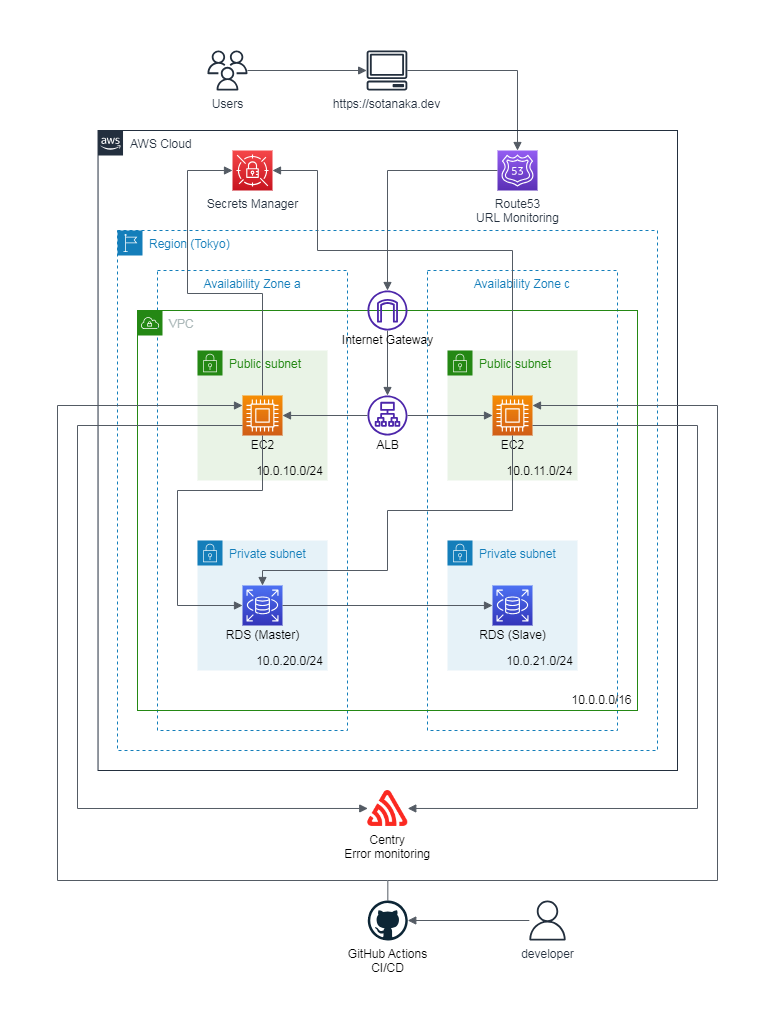 Users
https://sotanaka.dev
aws
AWS Cloud
53
Secrets Manager
Route53
URL Monitoring
Region (Tokyo)
Availability Zone a
Availability Zone c
VPC
Internet Gateway
Public subnet
Public subnet
EC2
ALB
EC2
10.0.10.0/24
10.0.11.0/24
Private subnet
Private subnet
RDS (Master)
RDS (Slave)
10.0.20.0/24
10.0.21.0/24
10.0.0.0/16
Centry
Error monitoring
GitHub Actions
CI/CD
developer